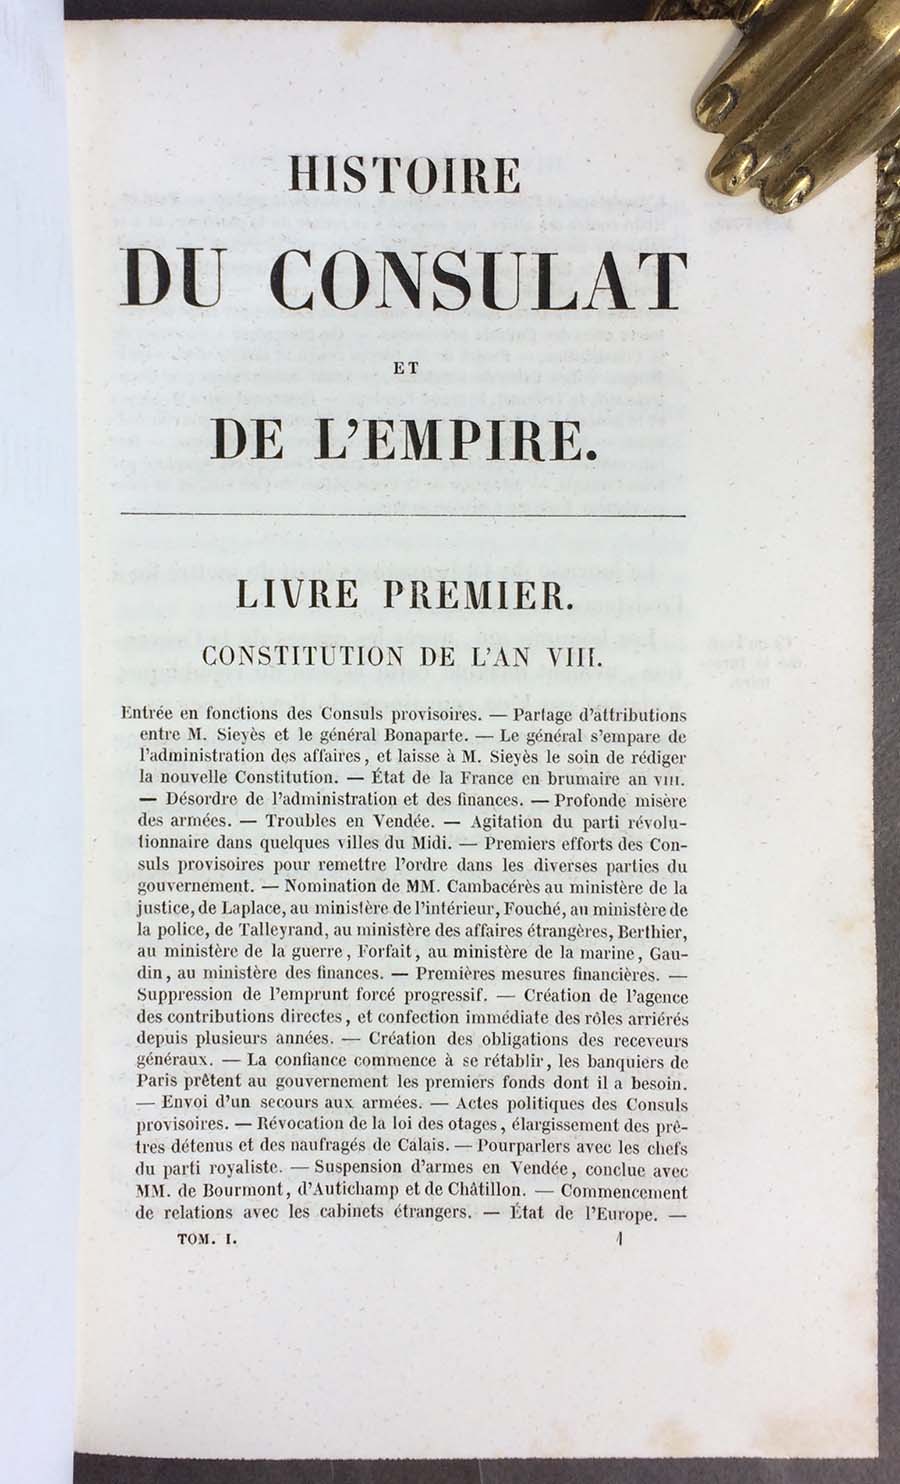 HISTOIRE
DU CONSULAT
ET
DE L'EMPIRE.
LIVRE PREMIER.
CONSTITUTION DE L'AN VIII.
Entrée en fonctions des Consuls provisoires. — Partage d'attributions
entre M. Sieyès et le général Bonaparte. — Le général s'empare de
l'administration des affaires, et laisse à M. Sieyès le soin de rédiger
la nouvelle Constitution. — État de la France en brumaire an VIII.
— Désordre de l'administration et des finances. — Profonde misère
des armées. — Troubles en Vendée. — Agitation du parti révolu-
tionnaire dans quelques villes du Midi. — Premiers efforts des Con-
suls provisoires pour remettre l'ordre dans les diverses parties du
gouvernement. — Nomination de MM. Cambacérès au ministère de la
justice, de Laplace, au ministère de l'intérieur, Fouché, au ministère de
la police, de Talleyrand, au ministère des affaires étrangères, Berthier,
au ministère de la guerre, Forfait, au ministère de la marine, Gau-
din, au ministère des finances. — Premières mesures financières. —
Suppression de l'emprunt forcé progressif. — Création de l'agence
des contributions directes, et confection immédiate des rôles arriérés
depuis plusieurs années. — Création des obligations des receveurs
généraux. — La confiance commence à se rétablir, les banquiers de
Paris prêtent au gouvernement les premiers fonds dont il a besoin.
— Envoi d'un secours aux armées. — Actes politiques des Consuls
provisoires. — Révocation de la loi des otages, élargissement des prê-
tres détenus et des naufragés de Calais. — Pourparlers avec les chefs
du parti royaliste. — Suspension d'armes en Vendée, conclue avec
MM. de Bourmont, d'Autichamp et de Châtillon. — Commencement
de relations avec les cabinets étrangers. — État de l'Europe. —
TOM. I. 1